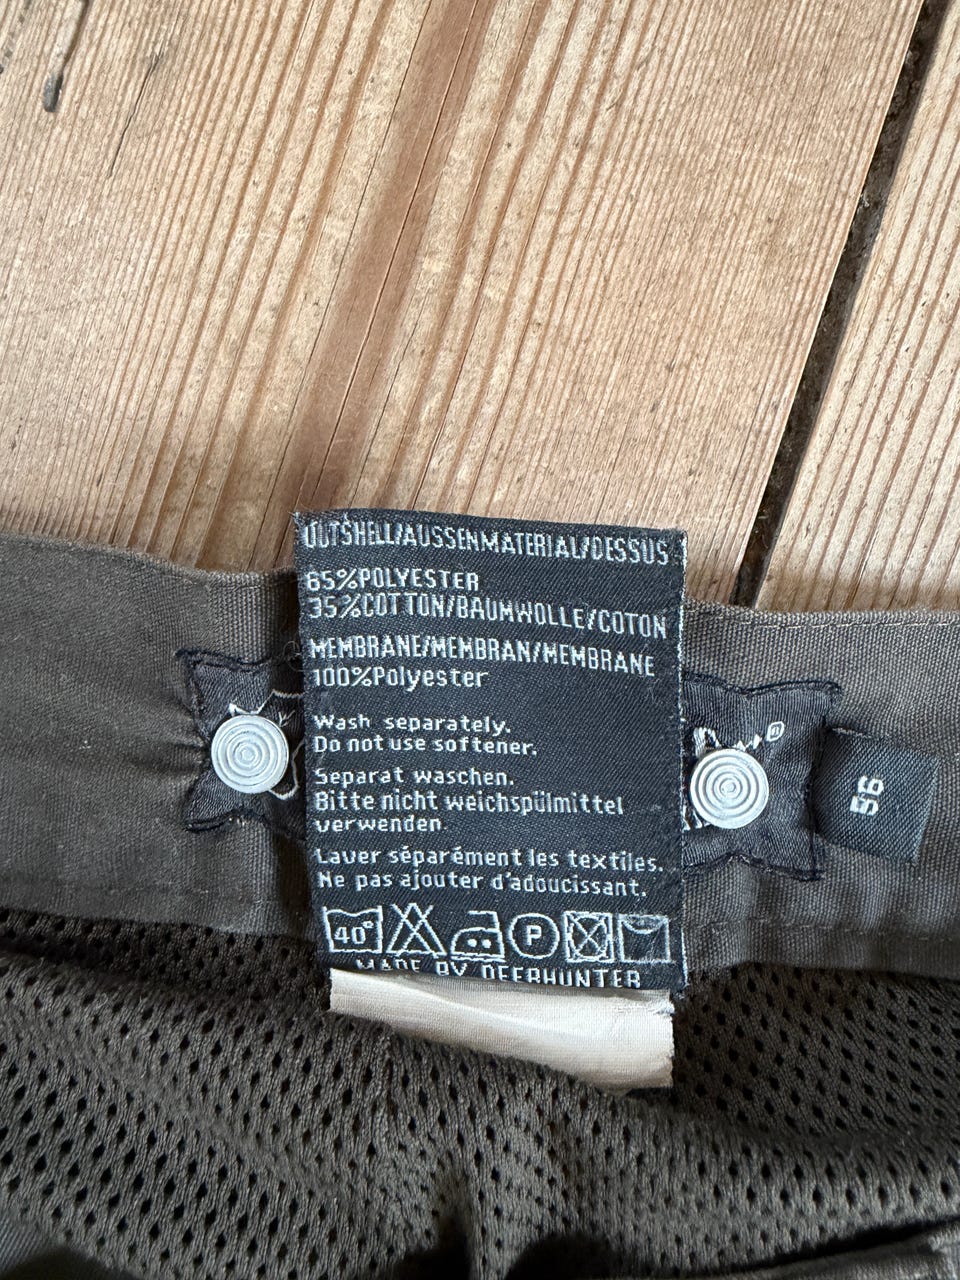 OUTSHELL/AUSSENMATERIAL/DESSUS
65%POLYESTER
35%COTTON/BAUMWOLLE/COTON
MEMBRANE/MEMBRAN/MEMBRANE
100%Polyester
Wash separately.
Do not use softener.
Separat waschen.
Bitte nicht weichspülmittel
verwenden.
Laver séparément les textiles.
Ne pas ajouter d'adoucissant.
40° P
MADE BY DEERHUNTER
®
56